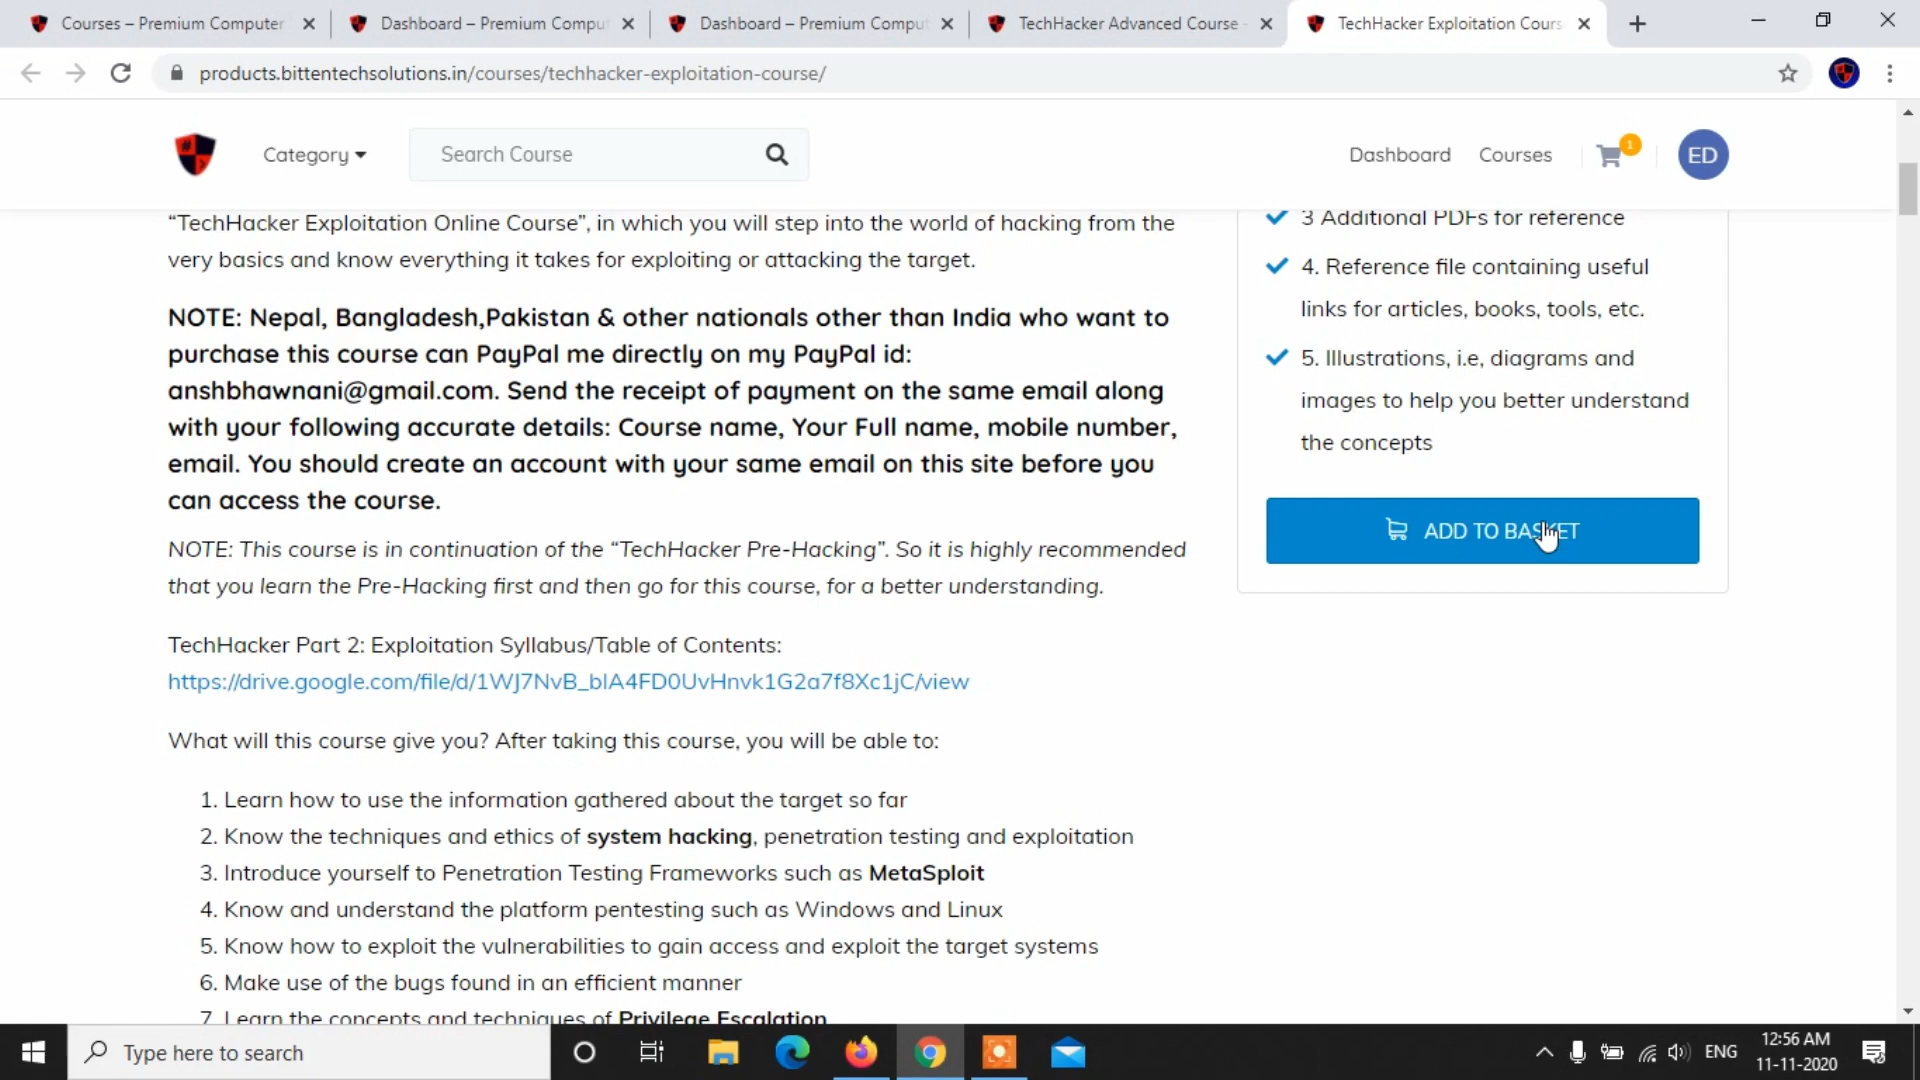 Courses – Premium Computer
Dashboard – Premium Compu
Dashboard – Premium Comput
TechHacker Advanced Course -
TechHacker Exploitation Cours
products.bittentechsolutions.in/courses/techhacker-exploitation-course/
Category
Search Course
Dashboard
Courses
1
ED
“TechHacker Exploitation Online Course”, in which you will step into the world of hacking from the
very basics and know everything it takes for exploiting or attacking the target.
NOTE: Nepal, Bangladesh,Pakistan & other nationals other than India who want to
purchase this course can PayPal me directly on my PayPal id:
anshbhawnani@gmail.com. Send the receipt of payment on the same email along
with your following accurate details: Course name, Your Full name, mobile number,
email. You should create an account with your same email on this site before you
can access the course.
NOTE: This course is in continuation of the “TechHacker Pre-Hacking”. So it is highly recommended
that you learn the Pre-Hacking first and then go for this course, for a better understanding.
TechHacker Part 2: Exploitation Syllabus/Table of Contents:
https://drive.google.com/file/d/1WJ7NvB_bIA4FD0UvHnvk1G2a7f8Xc1jC/view
What will this course give you? After taking this course, you will be able to:
1. Learn how to use the information gathered about the target so far
2. Know the techniques and ethics of system hacking, penetration testing and exploitation
3. Introduce yourself to Penetration Testing Frameworks such as MetaSploit
4. Know and understand the platform pentesting such as Windows and Linux
5. Know how to exploit the vulnerabilities to gain access and exploit the target systems
6. Make use of the bugs found in an efficient manner
7. Learn the concepts and techniques of Privilege Escalation
3 Additional PDFs for reference
4. Reference file containing useful
links for articles, books, tools, etc.
5. Illustrations, i.e, diagrams and
images to help you better understand
the concepts
ADD TO BASKET
Type here to search
ENG
12:56 AM
11-11-2020